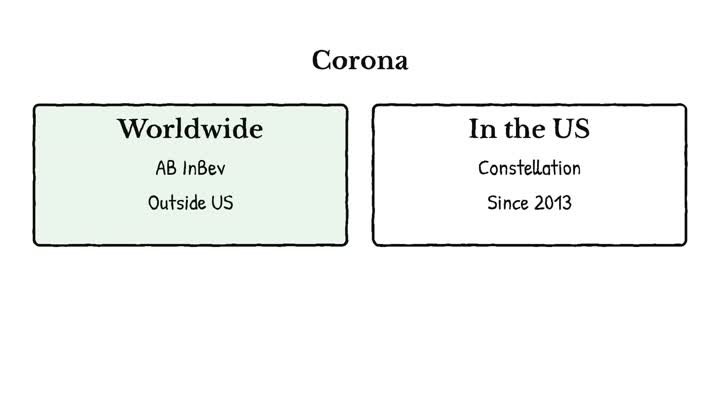 Corona
Worldwide
AB InBev
Outside US
In the US
Constellation
Since 2013